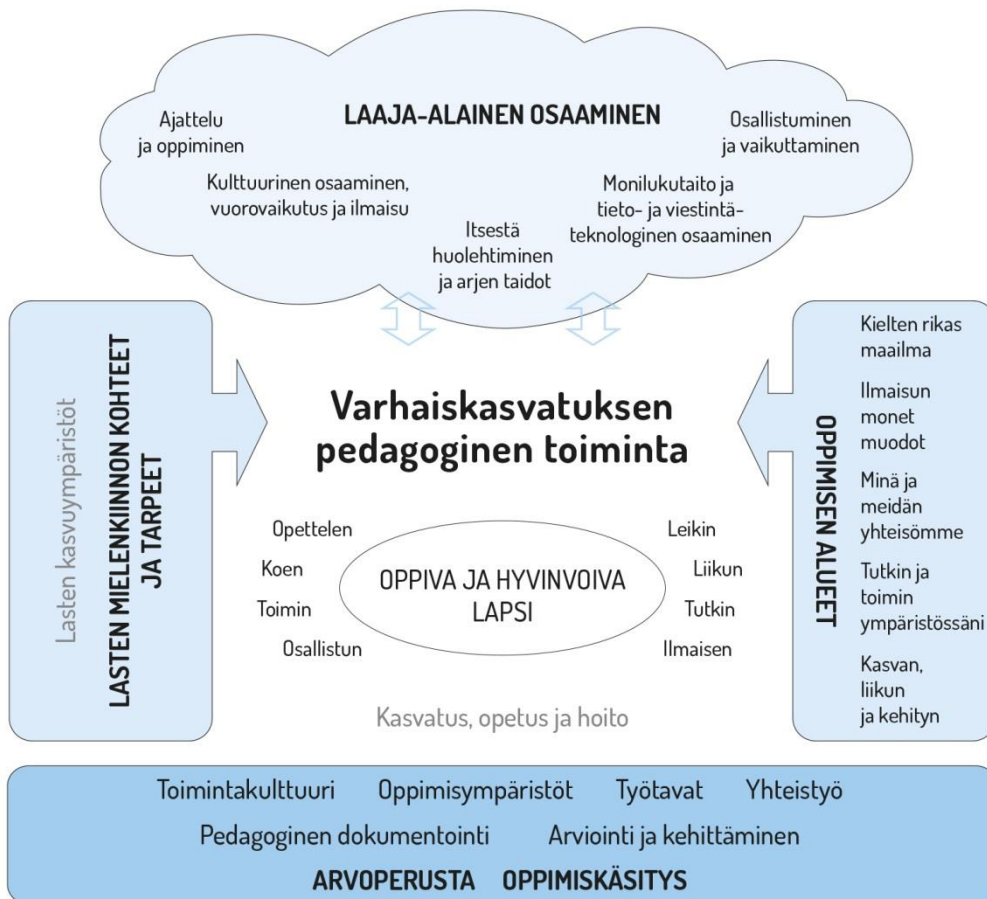 LAAJA-ALAINEN OSAAMINEN
Ajattelu
ja oppiminen
Kulttuurinen osaaminen,
vuorovaikutus ja ilmaisu
Itsestä
huolehtiminen
ja arjen taidot
Monilukutaito ja
tieto- ja viestintä-
teknologinen osaaminen
Osallistuminen
ja vaikuttaminen
Lasten kasvuympäristöt
LASTEN MIELENKIINNON KOHTEET
JA TARPEET
Varhaiskasvatuksen
pedagoginen toiminta
Opettelen
Koen
Toimin
Osallistun
OPPIVA JA HYVINVOIVA
LAPSI
Leikin
Liikun
Tutkin
Ilmaisen
Kasvatus, opetus ja hoito
OPPIMISEN ALUEET
Kielten rikas
maailma
Ilmaisun
monet
muodot
Minä ja
meidän
yhteisömme
Tutkin ja
toimin
ympäristössäni
Kasvan,
liikun
ja kehityn
Toimintakulttuuri Oppimisympäristöt Työtavat Yhteistyö
Pedagoginen dokumentointi Arviointi ja kehittäminen
ARVOPERUSTA OPPIMISKÄSITYS